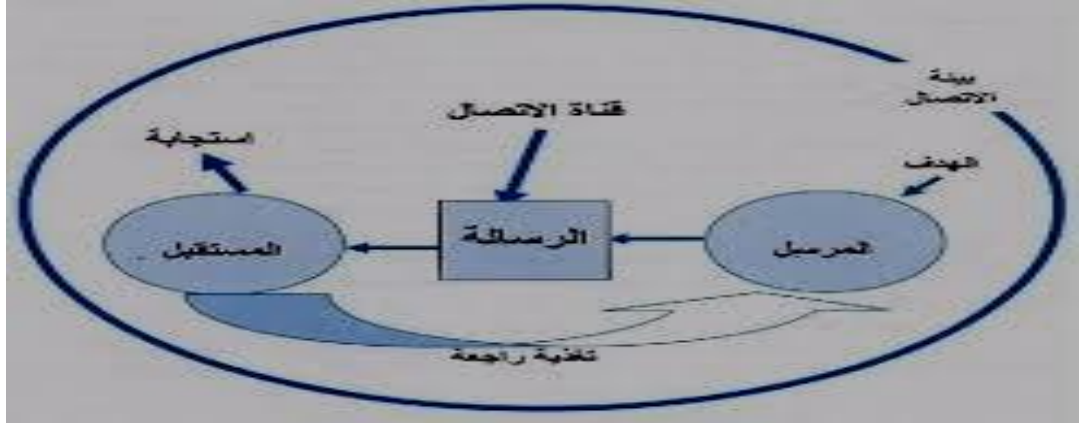 بيئة
الاتصال
قناة الاتصال
استجابة
الهدف
المرسل
الرسالة
المستقبل
تغذية راجعة